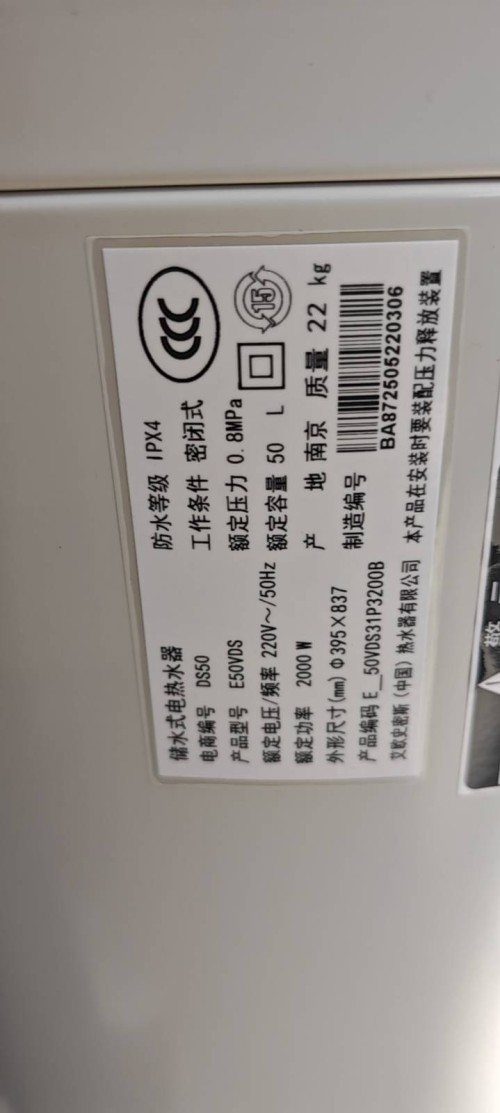 储水式电热水器
电商编号 DS50
产品型号 E50VDS
额定电压/频率 220V～/50Hz
额定功率 2000 W
外形尺寸(mm) Φ395×837
产品编码 E__50VDS31P3200B
艾欧史密斯（中国）热水器有限公司
防水等级 IPX4
工作条件 密闭式
额定压力 0.8MPa
额定容量 50 L
产 地 南京 质量 22 kg
制造编号
BA872505220306
本产品在安装时要装配压力释放装置
CCC
15
警